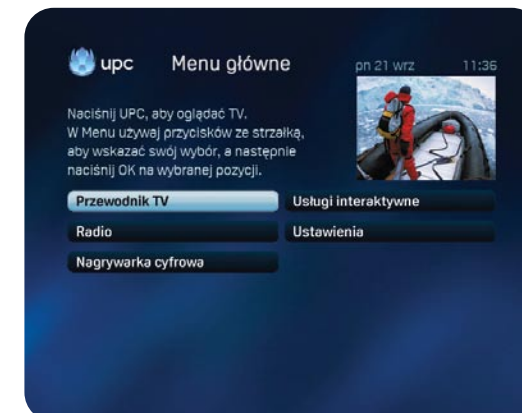 upc Menu główne pn 21 wrz 11:36
Naciśnij UPC, aby oglądać TV.
W Menu używaj przycisków ze strzałką,
aby wskazać swój wybór, a następnie
naciśnij OK na wybranej pozycji.
Przewodnik TV Usługi interaktywne
Radio Ustawienia
Nagrywarka cyfrowa